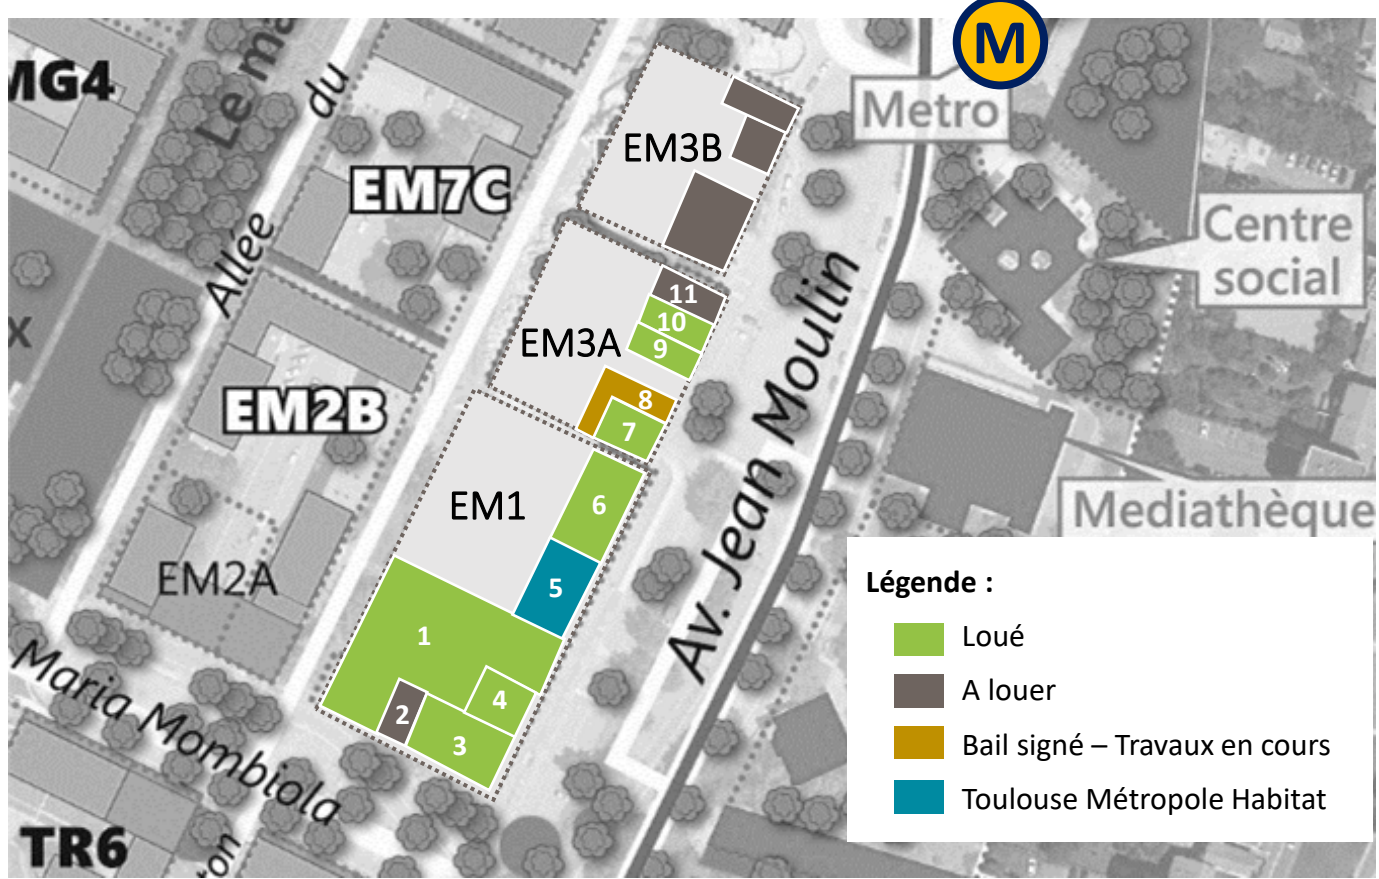 M
MG4
Le ma
du
Metro
EM3B
EM7C
Centre
social
Allée
11
10
9
EM3A
X
8
7
EM2B
Av. Jean Moulin
EM1
6
Mediathèque
5
EM2A
Légende :
Loué
A louer
Bail signé – Travaux en cours
Toulouse Métropole Habitat
1
4
2
3
Maria Mombiola
TR6
ton